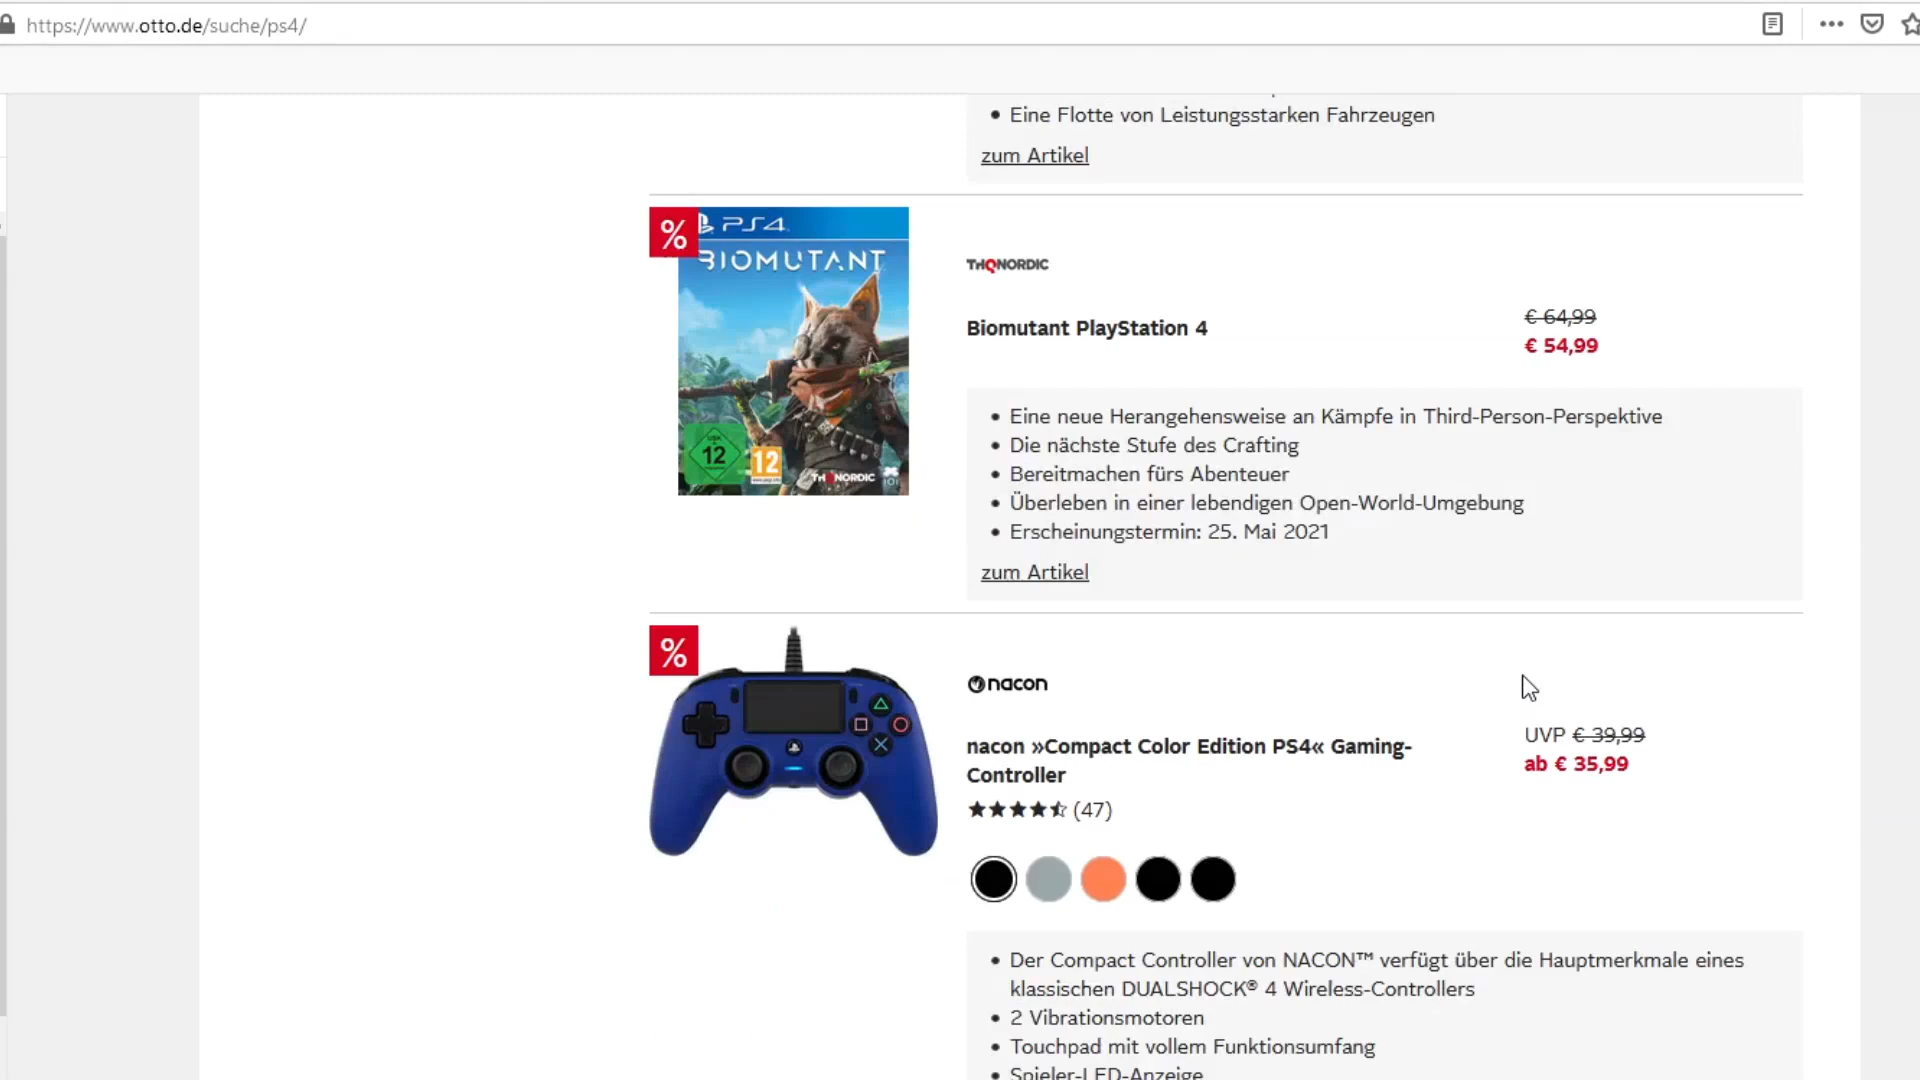 https://www.otto.de/suche/ps4/
Eine Flotte von Leistungsstarken Fahrzeugen
zum Artikel
%
PS4
BIOMUTANT
12
12
THQNORDIC
THQNORDIC
Biomutant PlayStation 4
€ 64,99
€ 54,99
Eine neue Herangehensweise an Kämpfe in Third-Person-Perspektive
Die nächste Stufe des Crafting
Bereitmachen fürs Abenteuer
Überleben in einer lebendigen Open-World-Umgebung
Erscheinungstermin: 25. Mai 2021
zum Artikel
%
nacon
nacon »Compact Color Edition PS4« Gaming-
Controller
(47)
UVP € 39,99
ab € 35,99
Der Compact Controller von NACON™ verfügt über die Hauptmerkmale eines
klassischen DUALSHOCK® 4 Wireless-Controllers
2 Vibrationsmotoren
Touchpad mit vollem Funktionsumfang
Spieler-LED-Anzeige